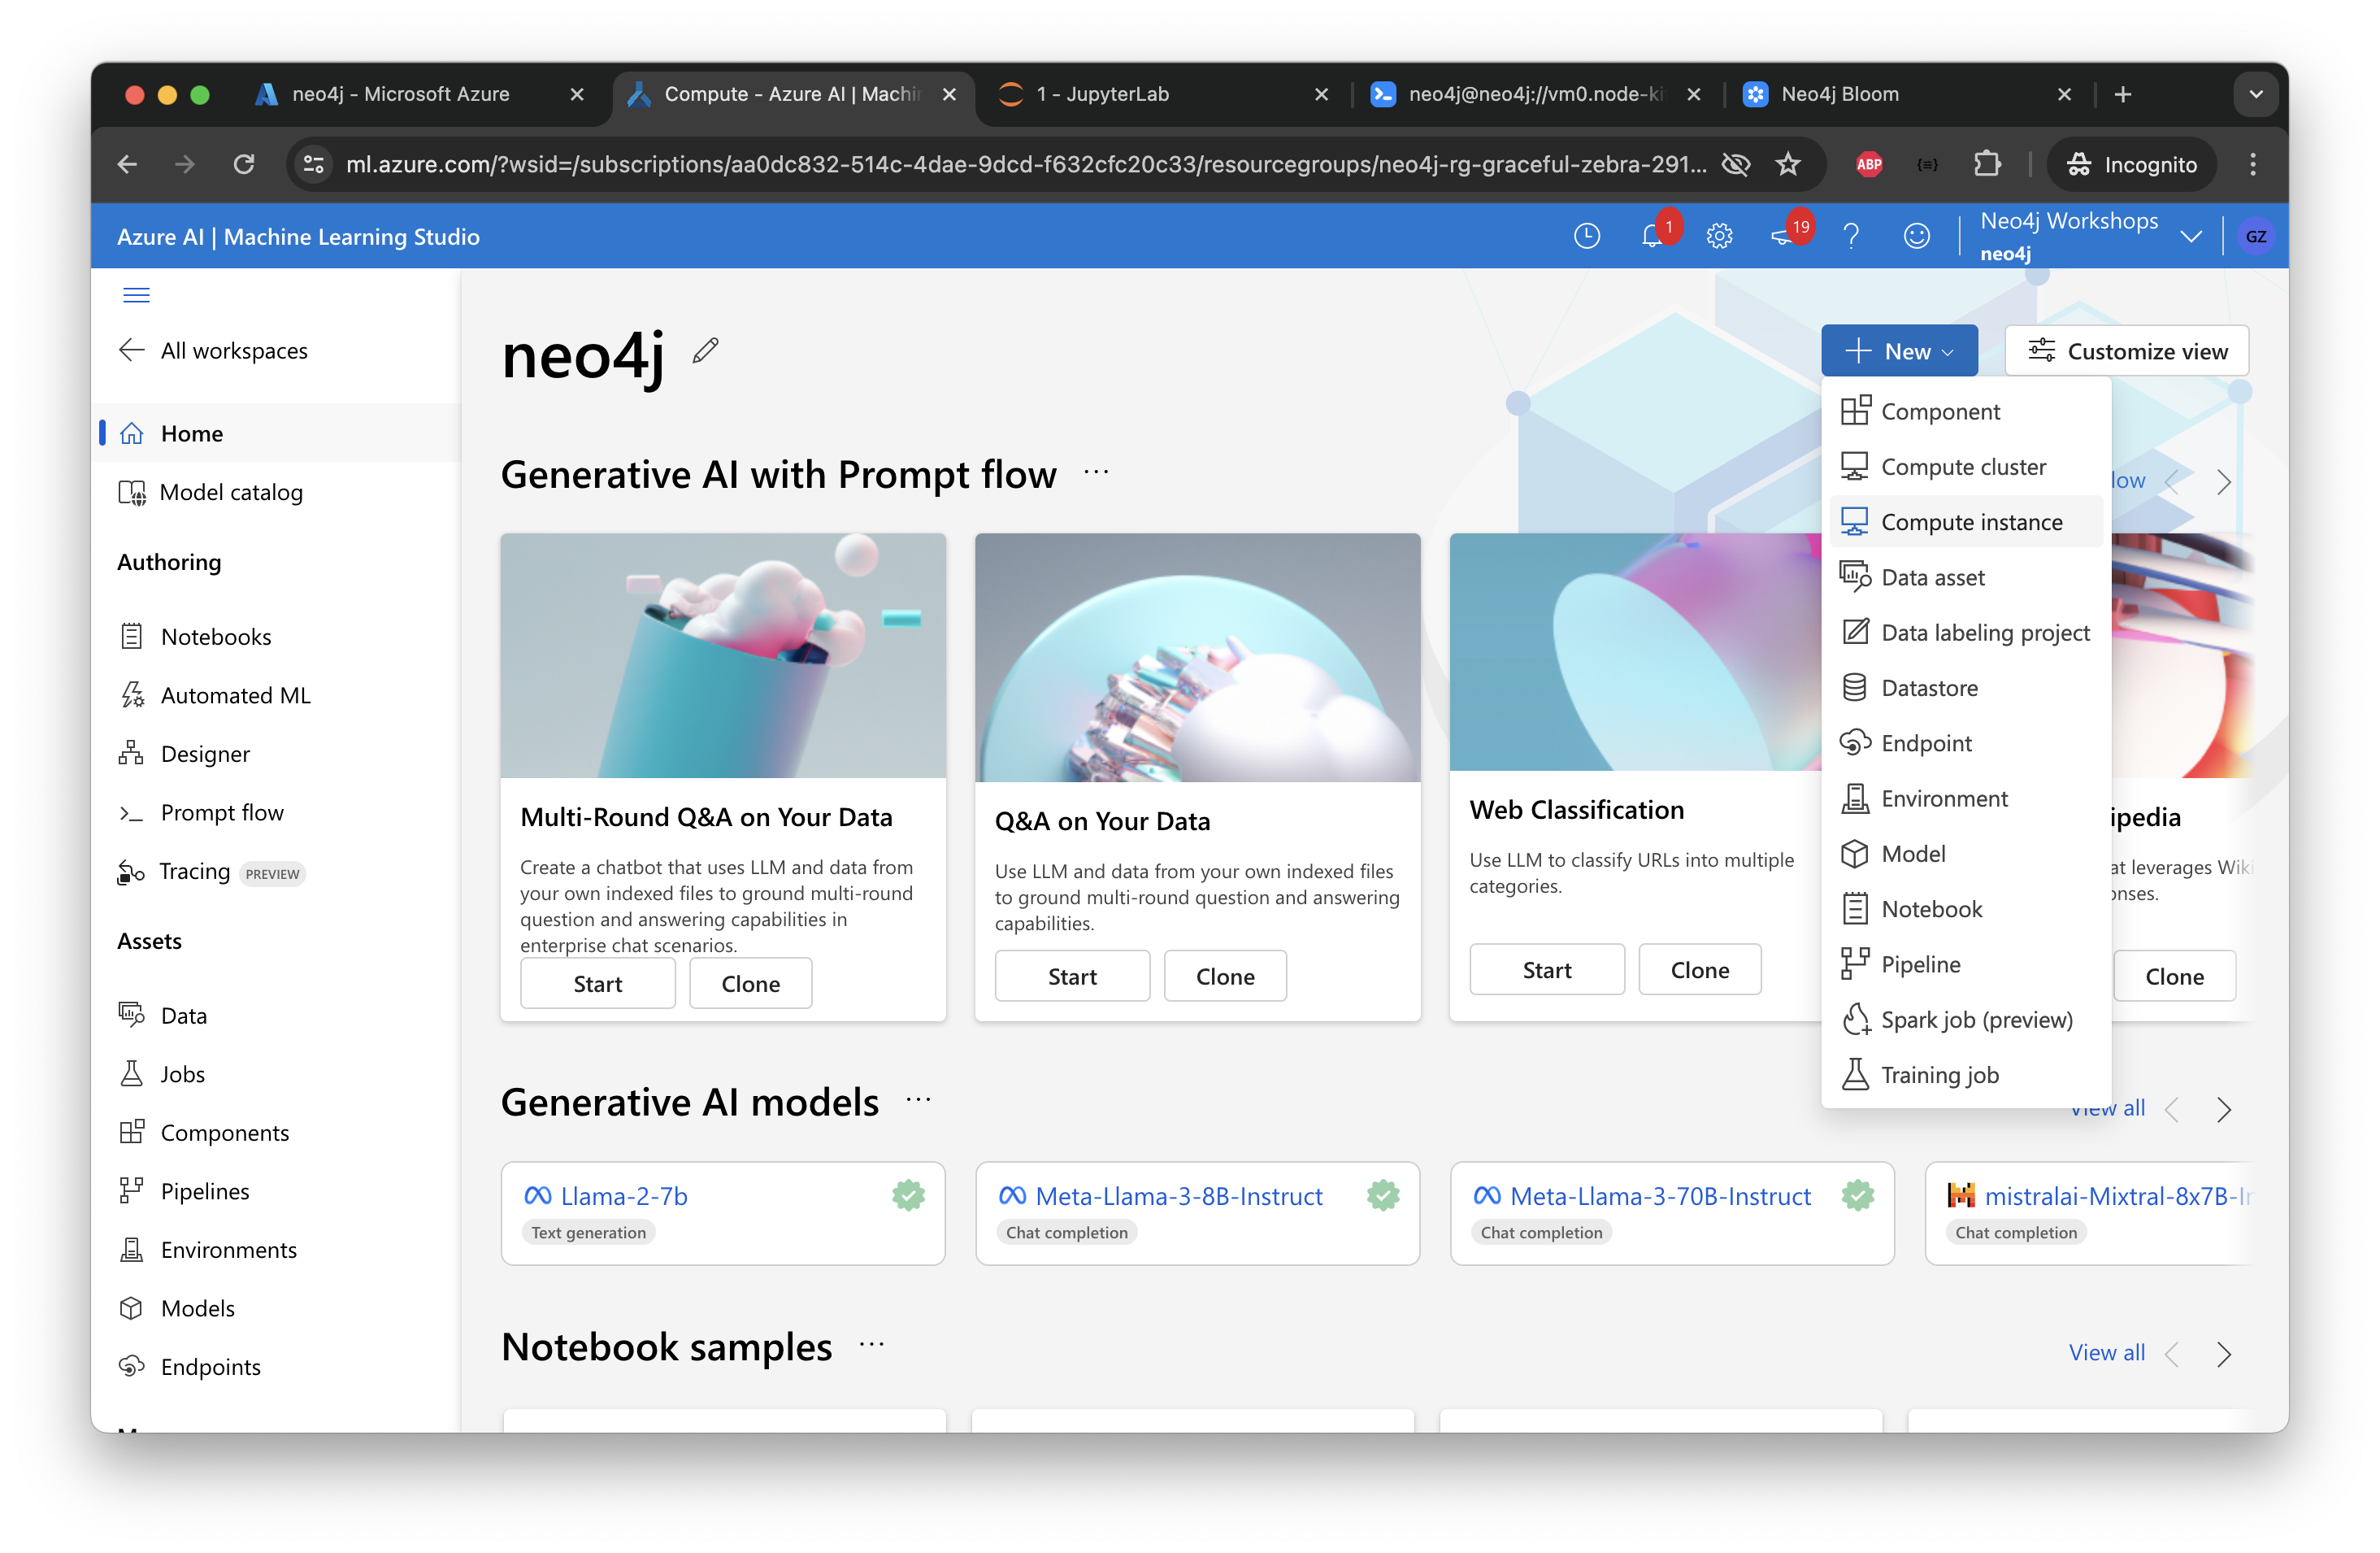 neo4j - Microsoft Azure
Compute - Azure AI | Machin
1 - JupyterLab
neo4j@neo4j://vm0.node-ki
Neo4j Bloom
ml.azure.com/?wsid=/subscriptions/aa0dc832-514c-4dae-9dcd-f632cfc20c33/resourcegroups/neo4j-rg-graceful-zebra-291...
ABP
Incognito
Azure AI | Machine Learning Studio
1
19
Neo4j Workshops
neo4j
GZ
All workspaces
Home
Model catalog
Authoring
Notebooks
Automated ML
Designer
Prompt flow
Tracing PREVIEW
Assets
Data
Jobs
Components
Pipelines
Environments
Models
Endpoints
neo4j
New
Customize view
Component
Compute cluster
Compute instance
Data asset
Data labeling project
Datastore
Endpoint
Environment
Model
Notebook
Pipeline
Spark job (preview)
Training job
Generative AI with Prompt flow ...
low
Multi-Round Q&A on Your Data
Create a chatbot that uses LLM and data from
your own indexed files to ground multi-round
question and answering capabilities in
enterprise chat scenarios.
Start
Clone
Q&A on Your Data
Use LLM and data from your own indexed files
to ground multi-round question and answering
capabilities.
Start
Clone
Web Classification
Use LLM to classify URLs into multiple
categories.
Start
Clone
ipedia
at leverages Wiki
onses.
Clone
Generative AI models ...
View all
Llama-2-7b
Text generation
Meta-Llama-3-8B-Instruct
Chat completion
Meta-Llama-3-70B-Instruct
Chat completion
mistralai-Mixtral-8x7B-In
Chat completion
Notebook samples ...
View all